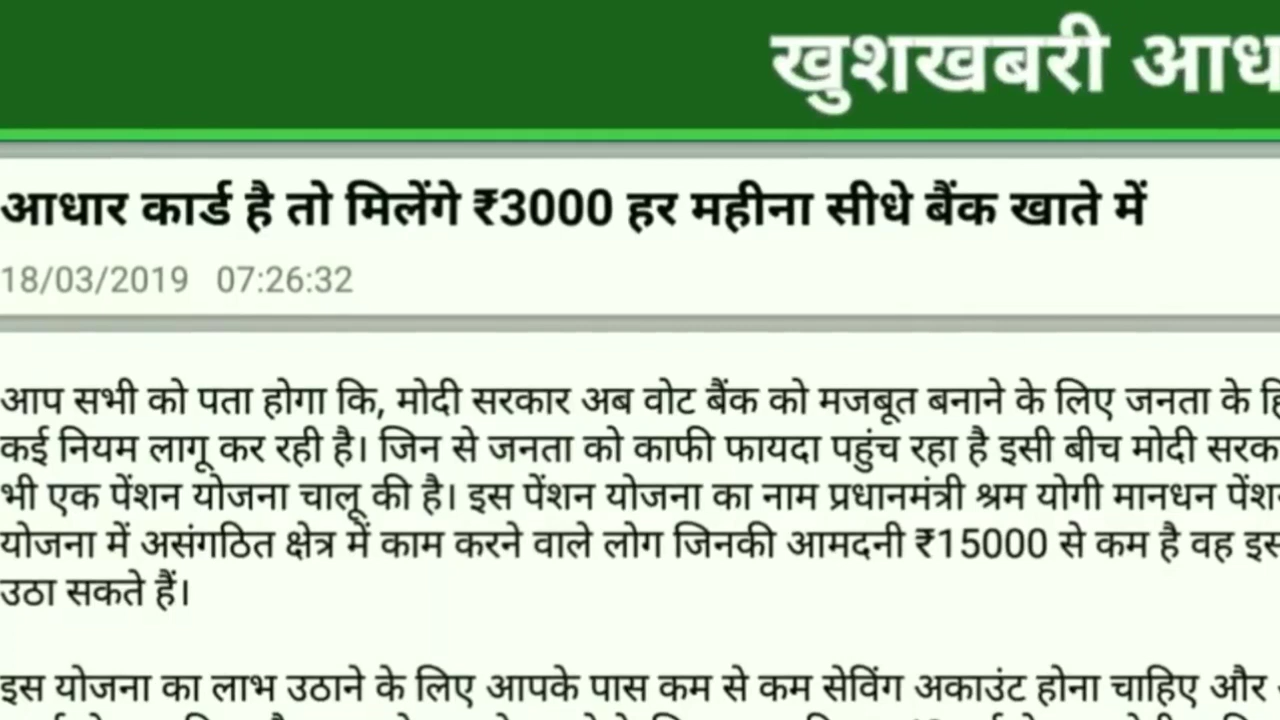 खुशखबरी
आधार कार्ड है तो मिलेंगे ₹3000 हर महीना सीधे बैंक खाते में
18/03/2019 07:26:32
आप सभी को पता होगा कि, मोदी सरकार अब वोट बैंक को मजबूत बनाने के लिए जनता के
कई नियम लागू कर रही है। जिन से जनता को काफी फायदा पहुंच रहा है इसी बीच मोदी
भी एक पेंशन योजना चालू की है। इस पेंशन योजना का नाम प्रधानमंत्री श्रम योगी मानधन
योजना में असंगठित क्षेत्र में काम करने वाले लोग जिनकी आमदनी ₹15000 से कम है वह
उठा सकते हैं।
इस योजना का लाभ उठाने के लिए आपके पास कम से कम सेविंग अकाउंट होना चाहिए और